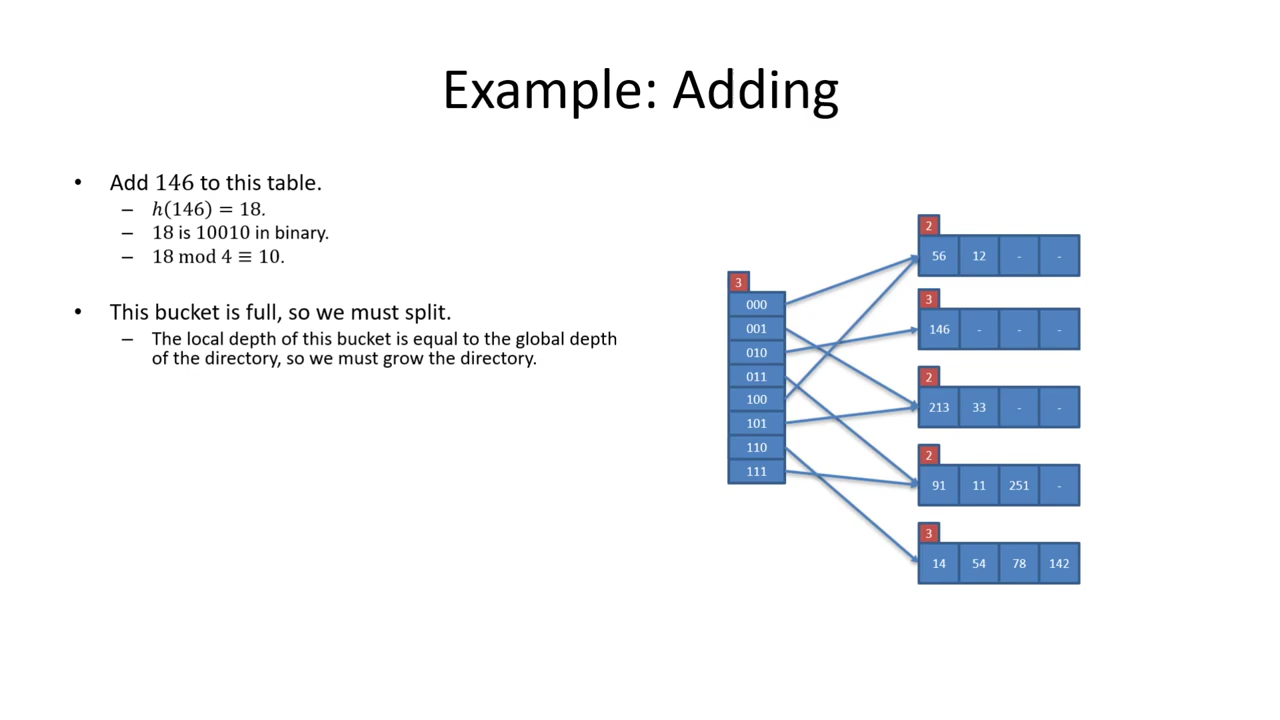 Example: Adding
• Add 146 to this table.
– h(146) = 18.
– 18 is 10010 in binary.
– 18 mod 4 ≡ 10.
• This bucket is full, so we must split.
– The local depth of this bucket is equal to the global depth
of the directory, so we must grow the directory.
3
000
001
010
011
100
101
110
111
2
56 12 - -
3
146 - - -
2
213 33 - -
2
91 11 251 -
3
14 54 78 142